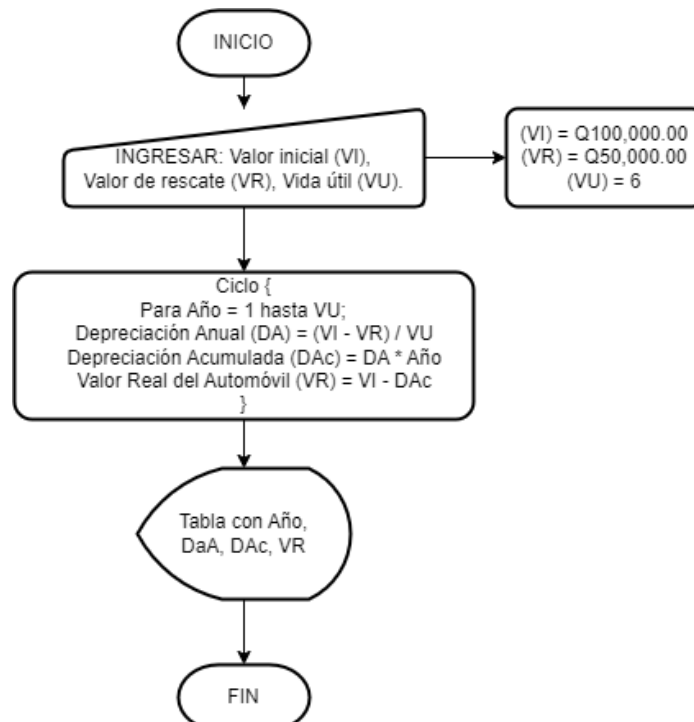 INICIO
INGRESAR: Valor inicial (VI),
Valor de rescate (VR), Vida útil (VU).
(VI) = Q100,000.00
(VR) = Q50,000.00
(VU) = 6
Ciclo {
Para Año = 1 hasta VU;
Depreciación Anual (DA) = (VI - VR) / VU
Depreciación Acumulada (DAc) = DA * Año
Valor Real del Automóvil (VR) = VI - DAc
}
Tabla con Año,
DaA, DAc, VR
FIN